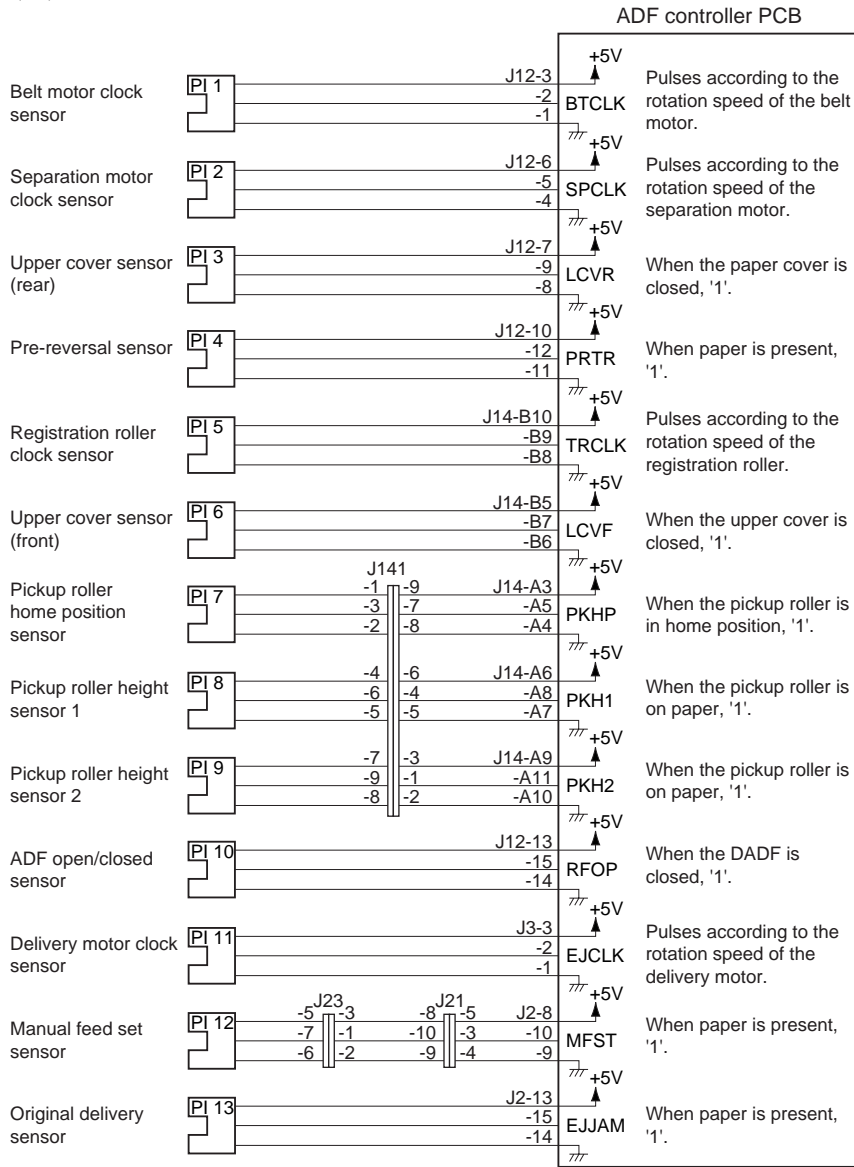 ADF controller PCB
Belt motor clock
sensor
PI 1
J12-3
-2
-1
+5V
BTCLK
Pulses according to the
rotation speed of the belt
motor.
Separation motor
clock sensor
PI 2
J12-6
-5
-4
+5V
SPCLK
Pulses according to the
rotation speed of the
separation motor.
Upper cover sensor
(rear)
PI 3
J12-7
-9
-8
+5V
LCVR
When the paper cover is
closed, '1'.
Pre-reversal sensor
PI 4
J12-10
-12
-11
+5V
PRTR
When paper is present,
'1'.
Registration roller
clock sensor
PI 5
J14-B10
-B9
-B8
+5V
TRCLK
Pulses according to the
rotation speed of the
registration roller.
Upper cover sensor
(front)
PI 6
J14-B5
-B7
-B6
+5V
LCVF
When the upper cover is
closed, '1'.
J141
Pickup roller
home position
sensor
PI 7
-1 -9 J14-A3
-3 -7 -A5
-2 -8 -A4
+5V
PKHP
When the pickup roller is
in home position, '1'.
Pickup roller height
sensor 1
PI 8
-4 -6 J14-A6
-6 -4 -A8
-5 -5 -A7
+5V
PKH1
When the pickup roller is
on paper, '1'.
Pickup roller height
sensor 2
PI 9
-7 -3 J14-A9
-9 -1 -A11
-8 -2 -A10
+5V
PKH2
When the pickup roller is
on paper, '1'.
ADF open/closed
sensor
PI 10
J12-13
-15
-14
+5V
RFOP
When the DADF is
closed, '1'.
Delivery motor clock
sensor
PI 11
J3-3
-2
-1
+5V
EJCLK
Pulses according to the
rotation speed of the
delivery motor.
Manual feed set
sensor
PI 12
J23 J21
-5 -3 -8 -5 J2-8
-7 -1 -10 -3 -10
-6 -2 -9 -4 -9
+5V
MFST
When paper is present,
'1'.
Original delivery
sensor
PI 13
J2-13
-15
-14
+5V
EJJAM
When paper is present,
'1'.